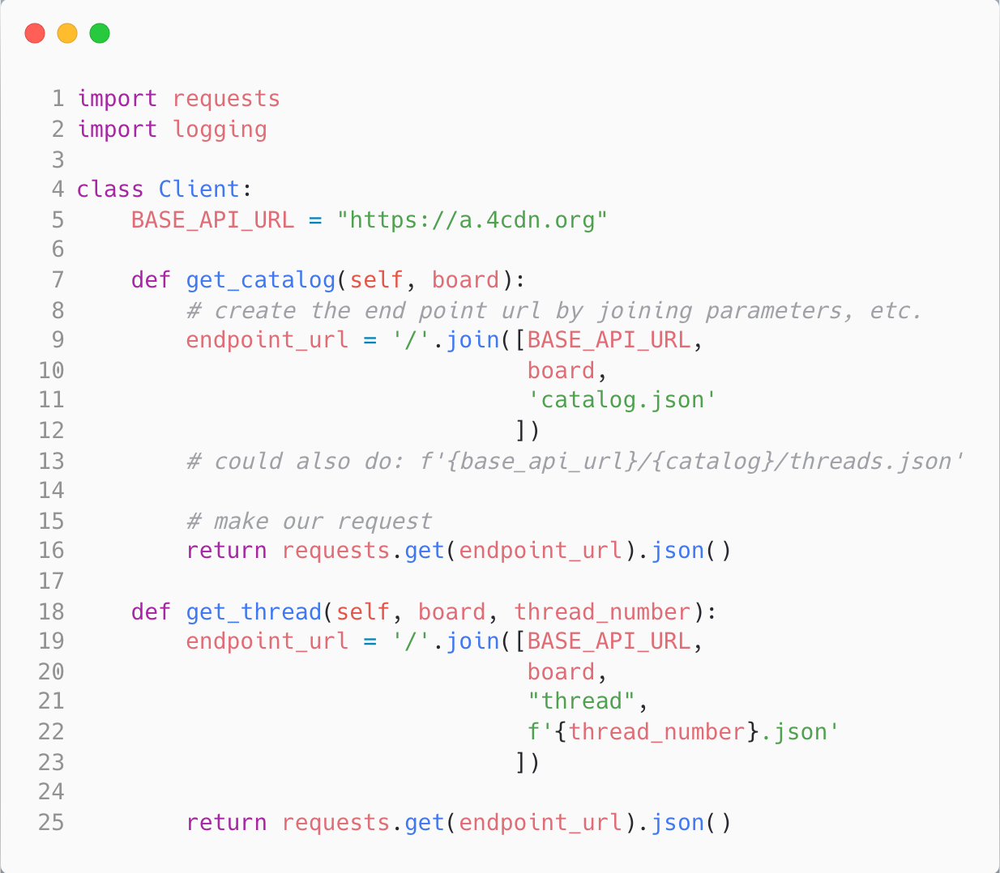 1 import requests
2 import logging
3
4 class Client:
5     BASE_API_URL = "https://a.4cdn.org"
6
7     def get_catalog(self, board):
8         # create the end point url by joining parameters, etc.
9         endpoint_url = '/'.join([BASE_API_URL,
10                                  board,
11                                  'catalog.json'
12                                 ])
13         # could also do: f'{base_api_url}/{catalog}/threads.json'
14
15         # make our request
16         return requests.get(endpoint_url).json()
17
18     def get_thread(self, board, thread_number):
19         endpoint_url = '/'.join([BASE_API_URL,
20                                  board,
21                                  "thread",
22                                  f'{thread_number}.json'
23                                 ])
24
25         return requests.get(endpoint_url).json()